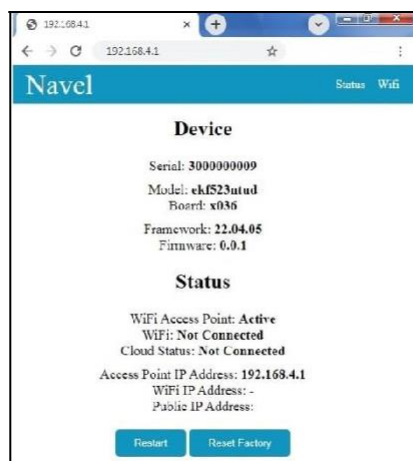 192.168.4.1
192.168.4.1
Navel
Status Wifi
Device
Serial: 3000000009
Model: ekf523ntud
Board: x036
Framework: 22.04.05
Firmware: 0.0.1
Status
WiFi Access Point: Active
WiFi: Not Connected
Cloud Status: Not Connected
Access Point IP Address: 192.168.4.1
WiFi IP Address: -
Public IP Address:
Restart Reset Factory